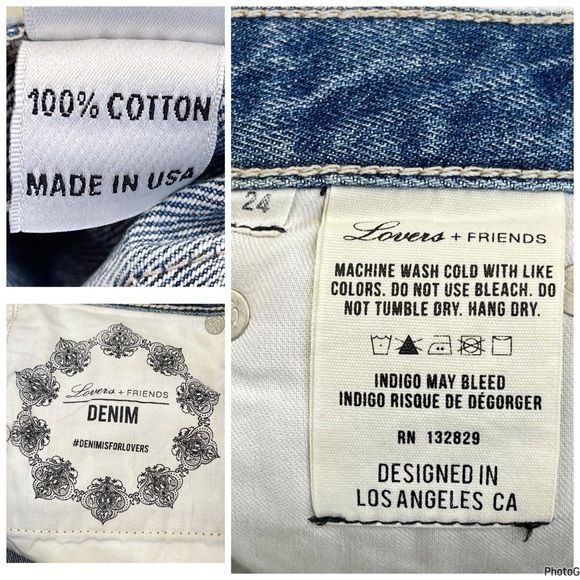 100% COTTON
MADE IN USA
24
Lovers + FRIENDS
MACHINE WASH COLD WITH LIKE
COLORS. DO NOT USE BLEACH. DO
NOT TUMBLE DRY. HANG DRY.
INDIGO MAY BLEED
INDIGO RISQUE DE DÉGORGER
RN 132829
DESIGNED IN
LOS ANGELES CA
Lovers + FRIENDS
DENIM
#DENIMISFORLOVERS
PhotoG